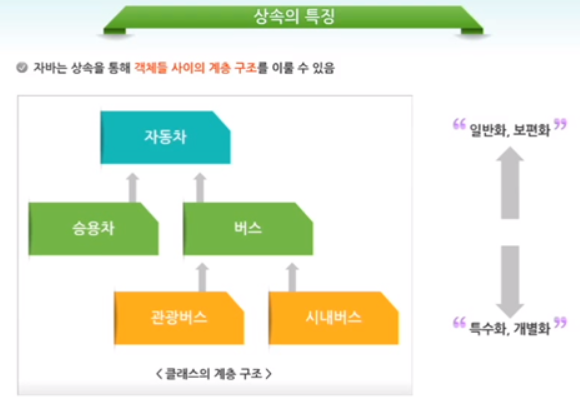 상속의 특징
자바는 상속을 통해 객체들 사이의 계층 구조를 이룰 수 있음
자동차
승용차
버스
관광버스
시내버스
< 클래스의 계층 구조 >
“ 일반화, 보편화 ”
“ 특수화, 개별화 ”